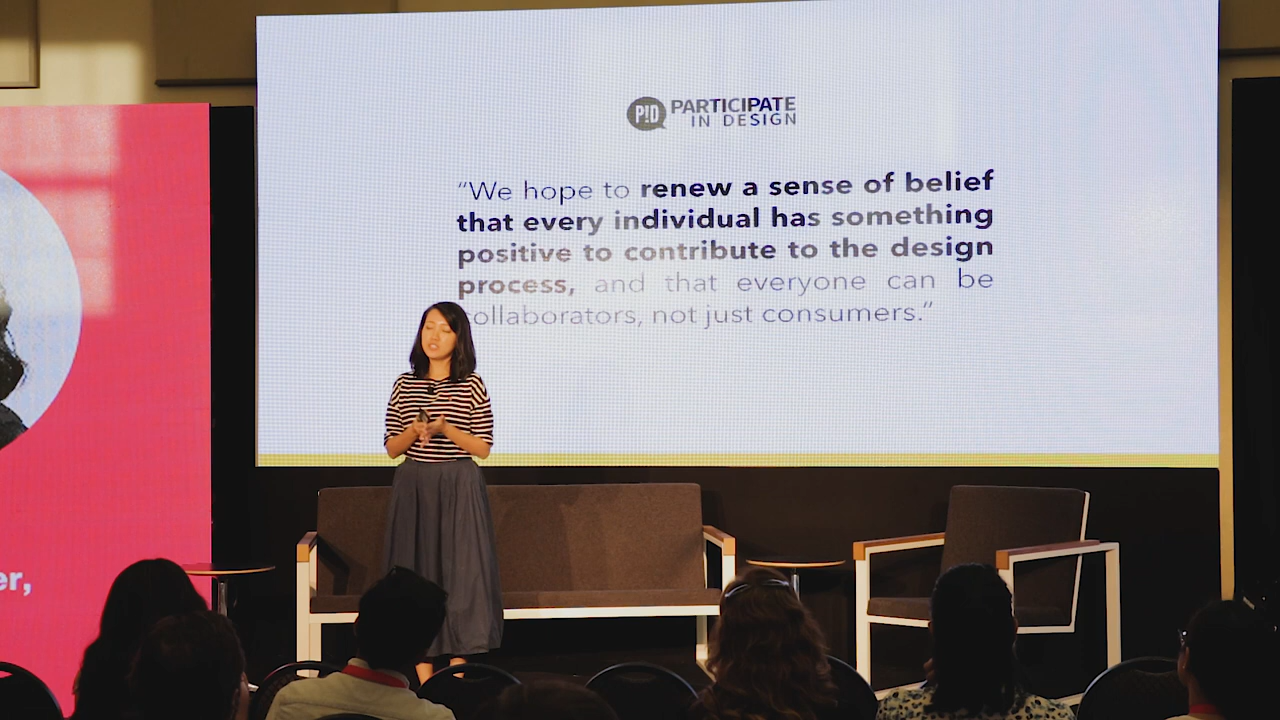 P!D PARTICIPATE
IN DESIGN
“We hope to renew a sense of belief
that every individual has something
positive to contribute to the design
process, and that everyone can be
collaborators, not just consumers.”
er,